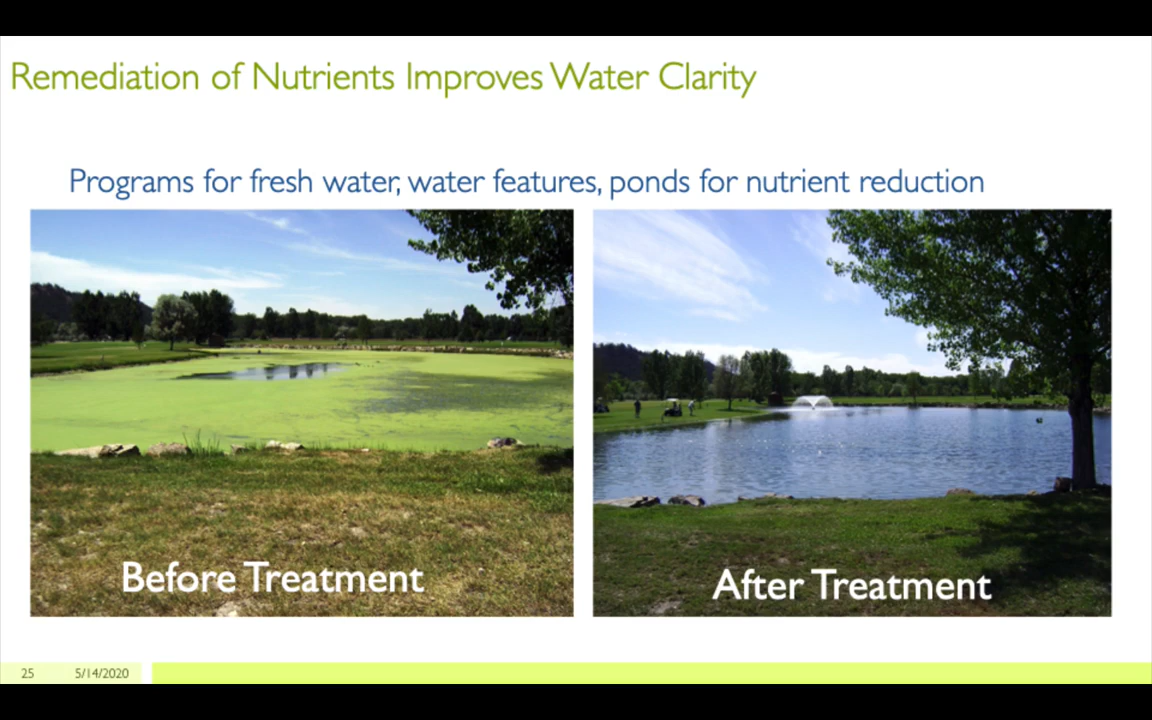 Remediation of Nutrients Improves Water Clarity
Programs for fresh water, water features, ponds for nutrient reduction
Before Treatment
After Treatment
25 5/14/2020